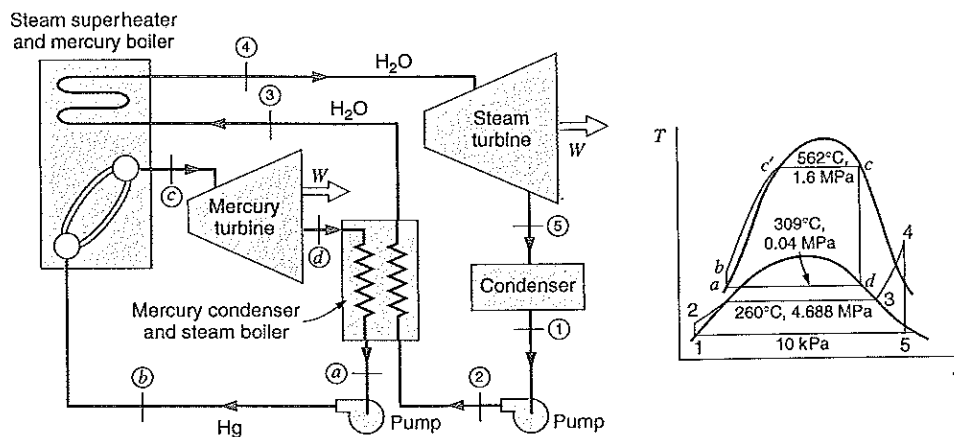 Steam superheater
and mercury boiler
4
H₂O
3
H₂O
Steam
turbine
W
c
W
Mercury
turbine
d
5
Condenser
Mercury condenser
and steam boiler
1
a
2
b
Pump
Pump
Hg
T
c'
562°C,
1.6 MPa
c
309°C,
0.04 MPa
4
b
a
d
3
2
260°C, 4.688 MPa
1
10 kPa
5